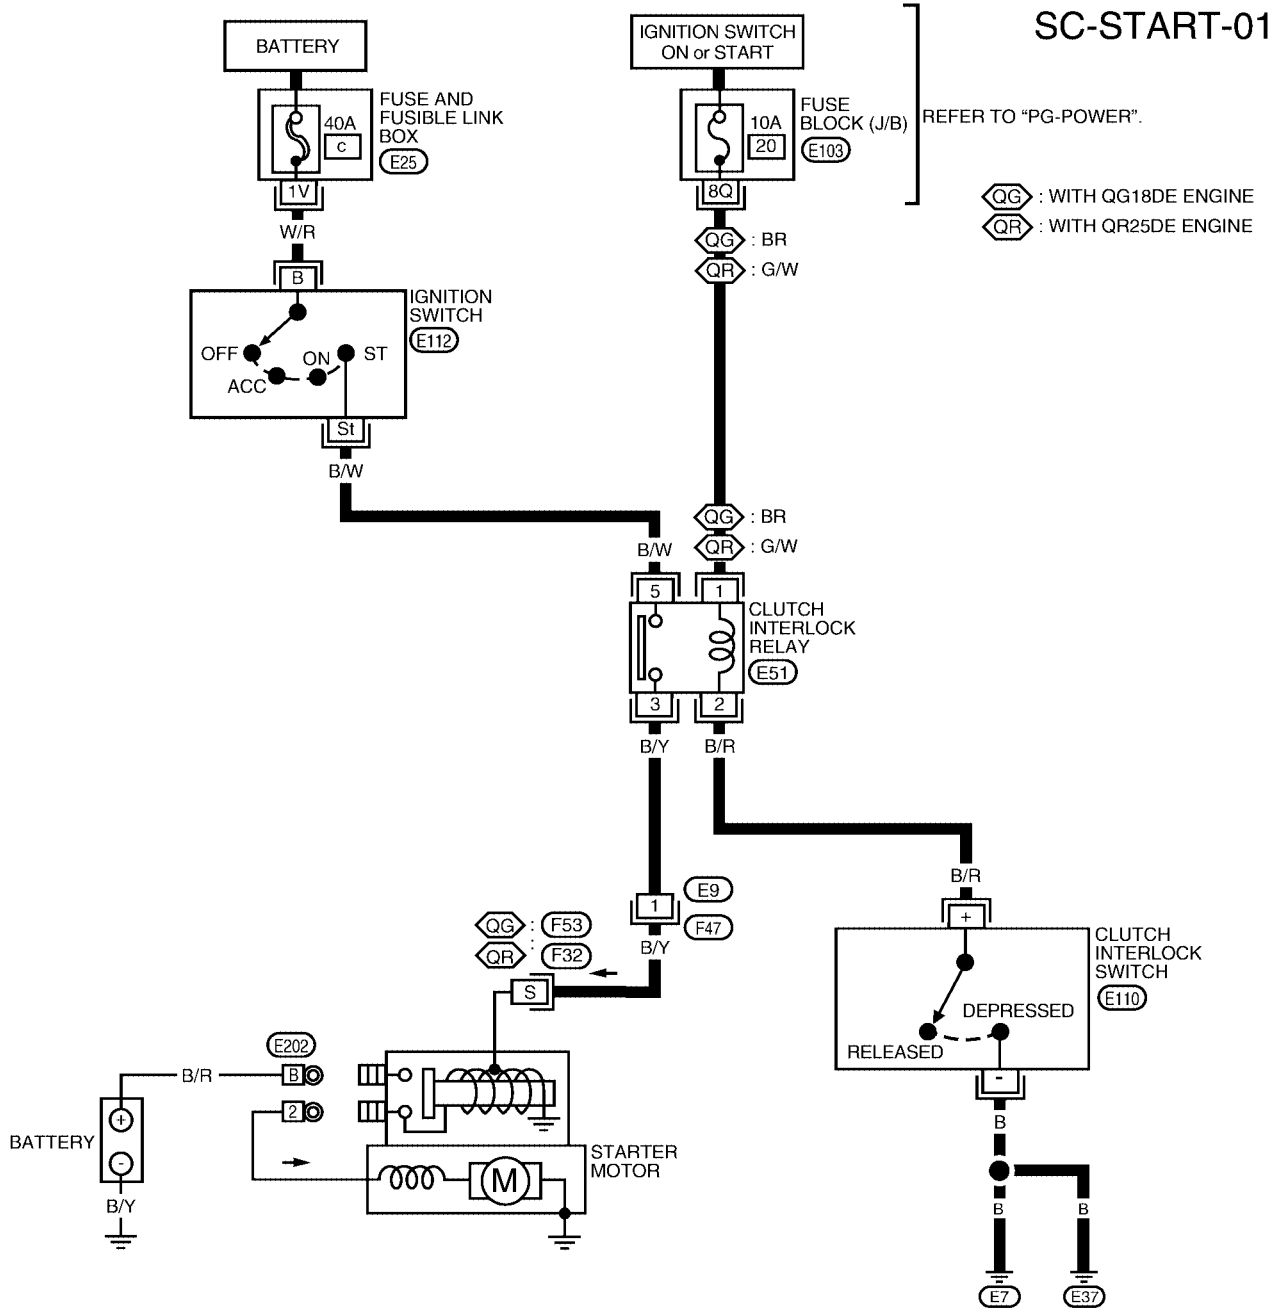 SC-START-01
BATTERY
IGNITION SWITCH
ON or START
FUSE AND
FUSIBLE LINK
BOX
E25
40A
c
1V
FUSE
BLOCK (J/B)
E103
10A
20
8Q
REFER TO “PG-POWER”.
QG : WITH QG18DE ENGINE
QR : WITH QR25DE ENGINE
W/R
QG : BR
QR : G/W
B
IGNITION
SWITCH
E112
OFF
ACC
ON
ST
St
B/W
QG : BR
QR : G/W
B/W
5
1
CLUTCH
INTERLOCK
RELAY
E51
3
2
B/Y
B/R
B/R
1
E9
F47
B/Y
QG : F53
QR : F32
S
+
CLUTCH
INTERLOCK
SWITCH
E110
DEPRESSED
RELEASED
-
E202
B/R
B
2
BATTERY
+
-
B/Y
STARTER
MOTOR
M
B
B
B
E7
E37